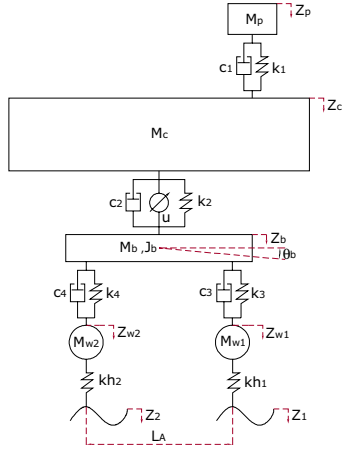 Mp Zp
c1 k1
Zc
Mc
c2 u k2
Zb
Mb ,Jb θb
c4 k4 c3 k3
Zw2 Zw1
Mw2 Mw1
kh2 kh1
Z2 Z1
LA